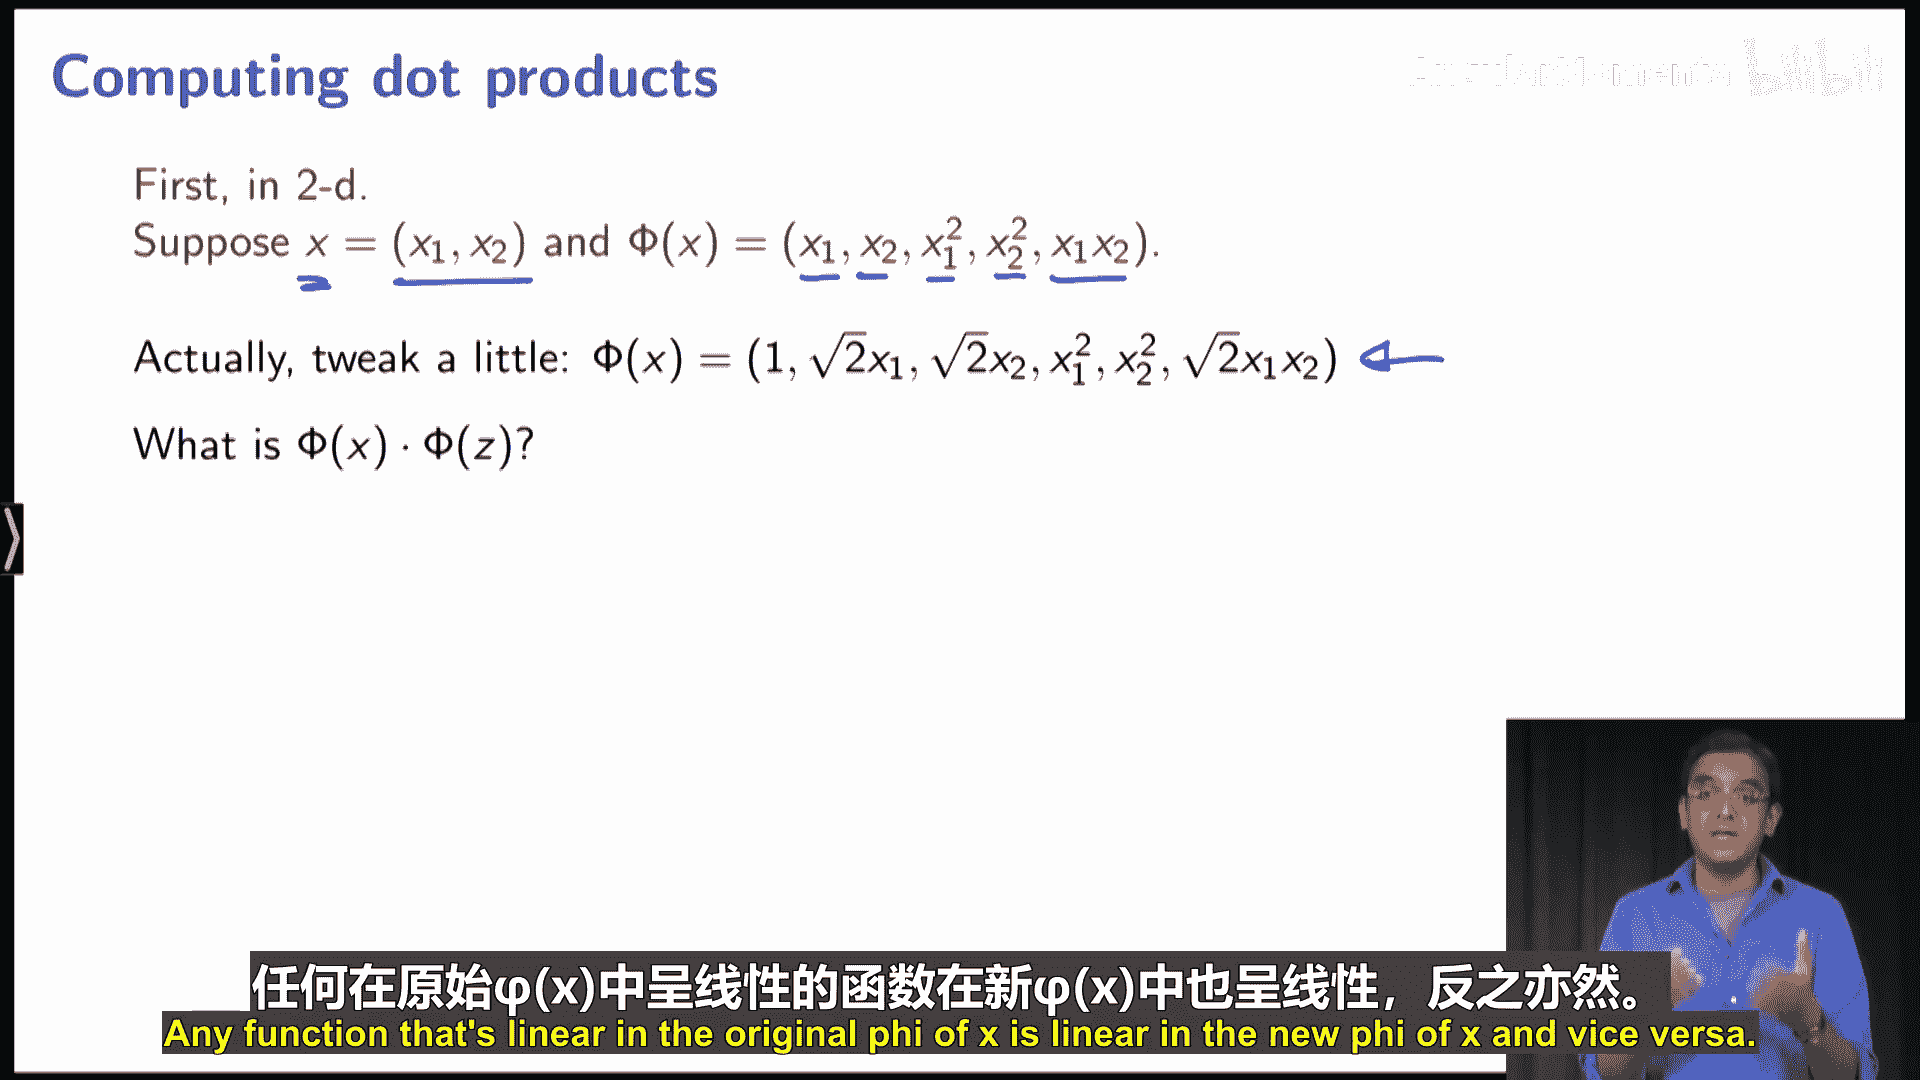 Computing dot products
bilibili
First, in 2-d.
Suppose x = (x₁, x₂) and Φ(x) = (x₁, x₂, x₁², x₂², x₁x₂).
Actually, tweak a little: Φ(x) = (1, √2x₁, √2x₂, x₁², x₂², √2x₁x₂)
What is Φ(x) · Φ(z)?
任何在原始φ(x)中呈线性的函数在新φ(x)中也呈线性，反之亦然。
Any function that's linear in the original phi of x is linear in the new phi of x and vice versa.